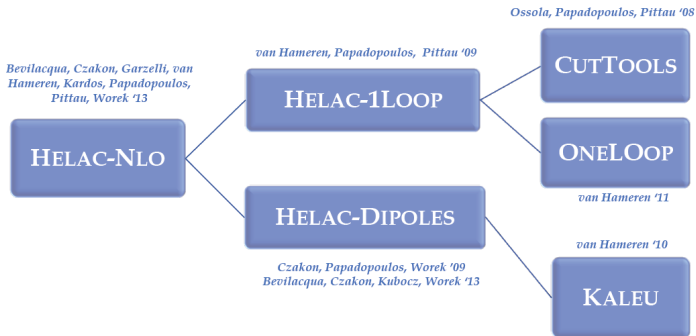 Ossola, Papadopoulos, Pittau ‘08
CUTTOOLS
van Hameren, Papadopoulos, Pittau ‘09
HELAC-1LOOP
Bevilacqua, Czakon, Garzelli, van
Hameren, Kardos, Papadopoulos,
Pittau, Worek ‘13
HELAC-NLO
ONELOOP
van Hameren ‘11
HELAC-DIPOLES
Czakon, Papadopoulos, Worek ‘09
Bevilacqua, Czakon, Kubocz, Worek ‘13
van Hameren ‘10
KALEU